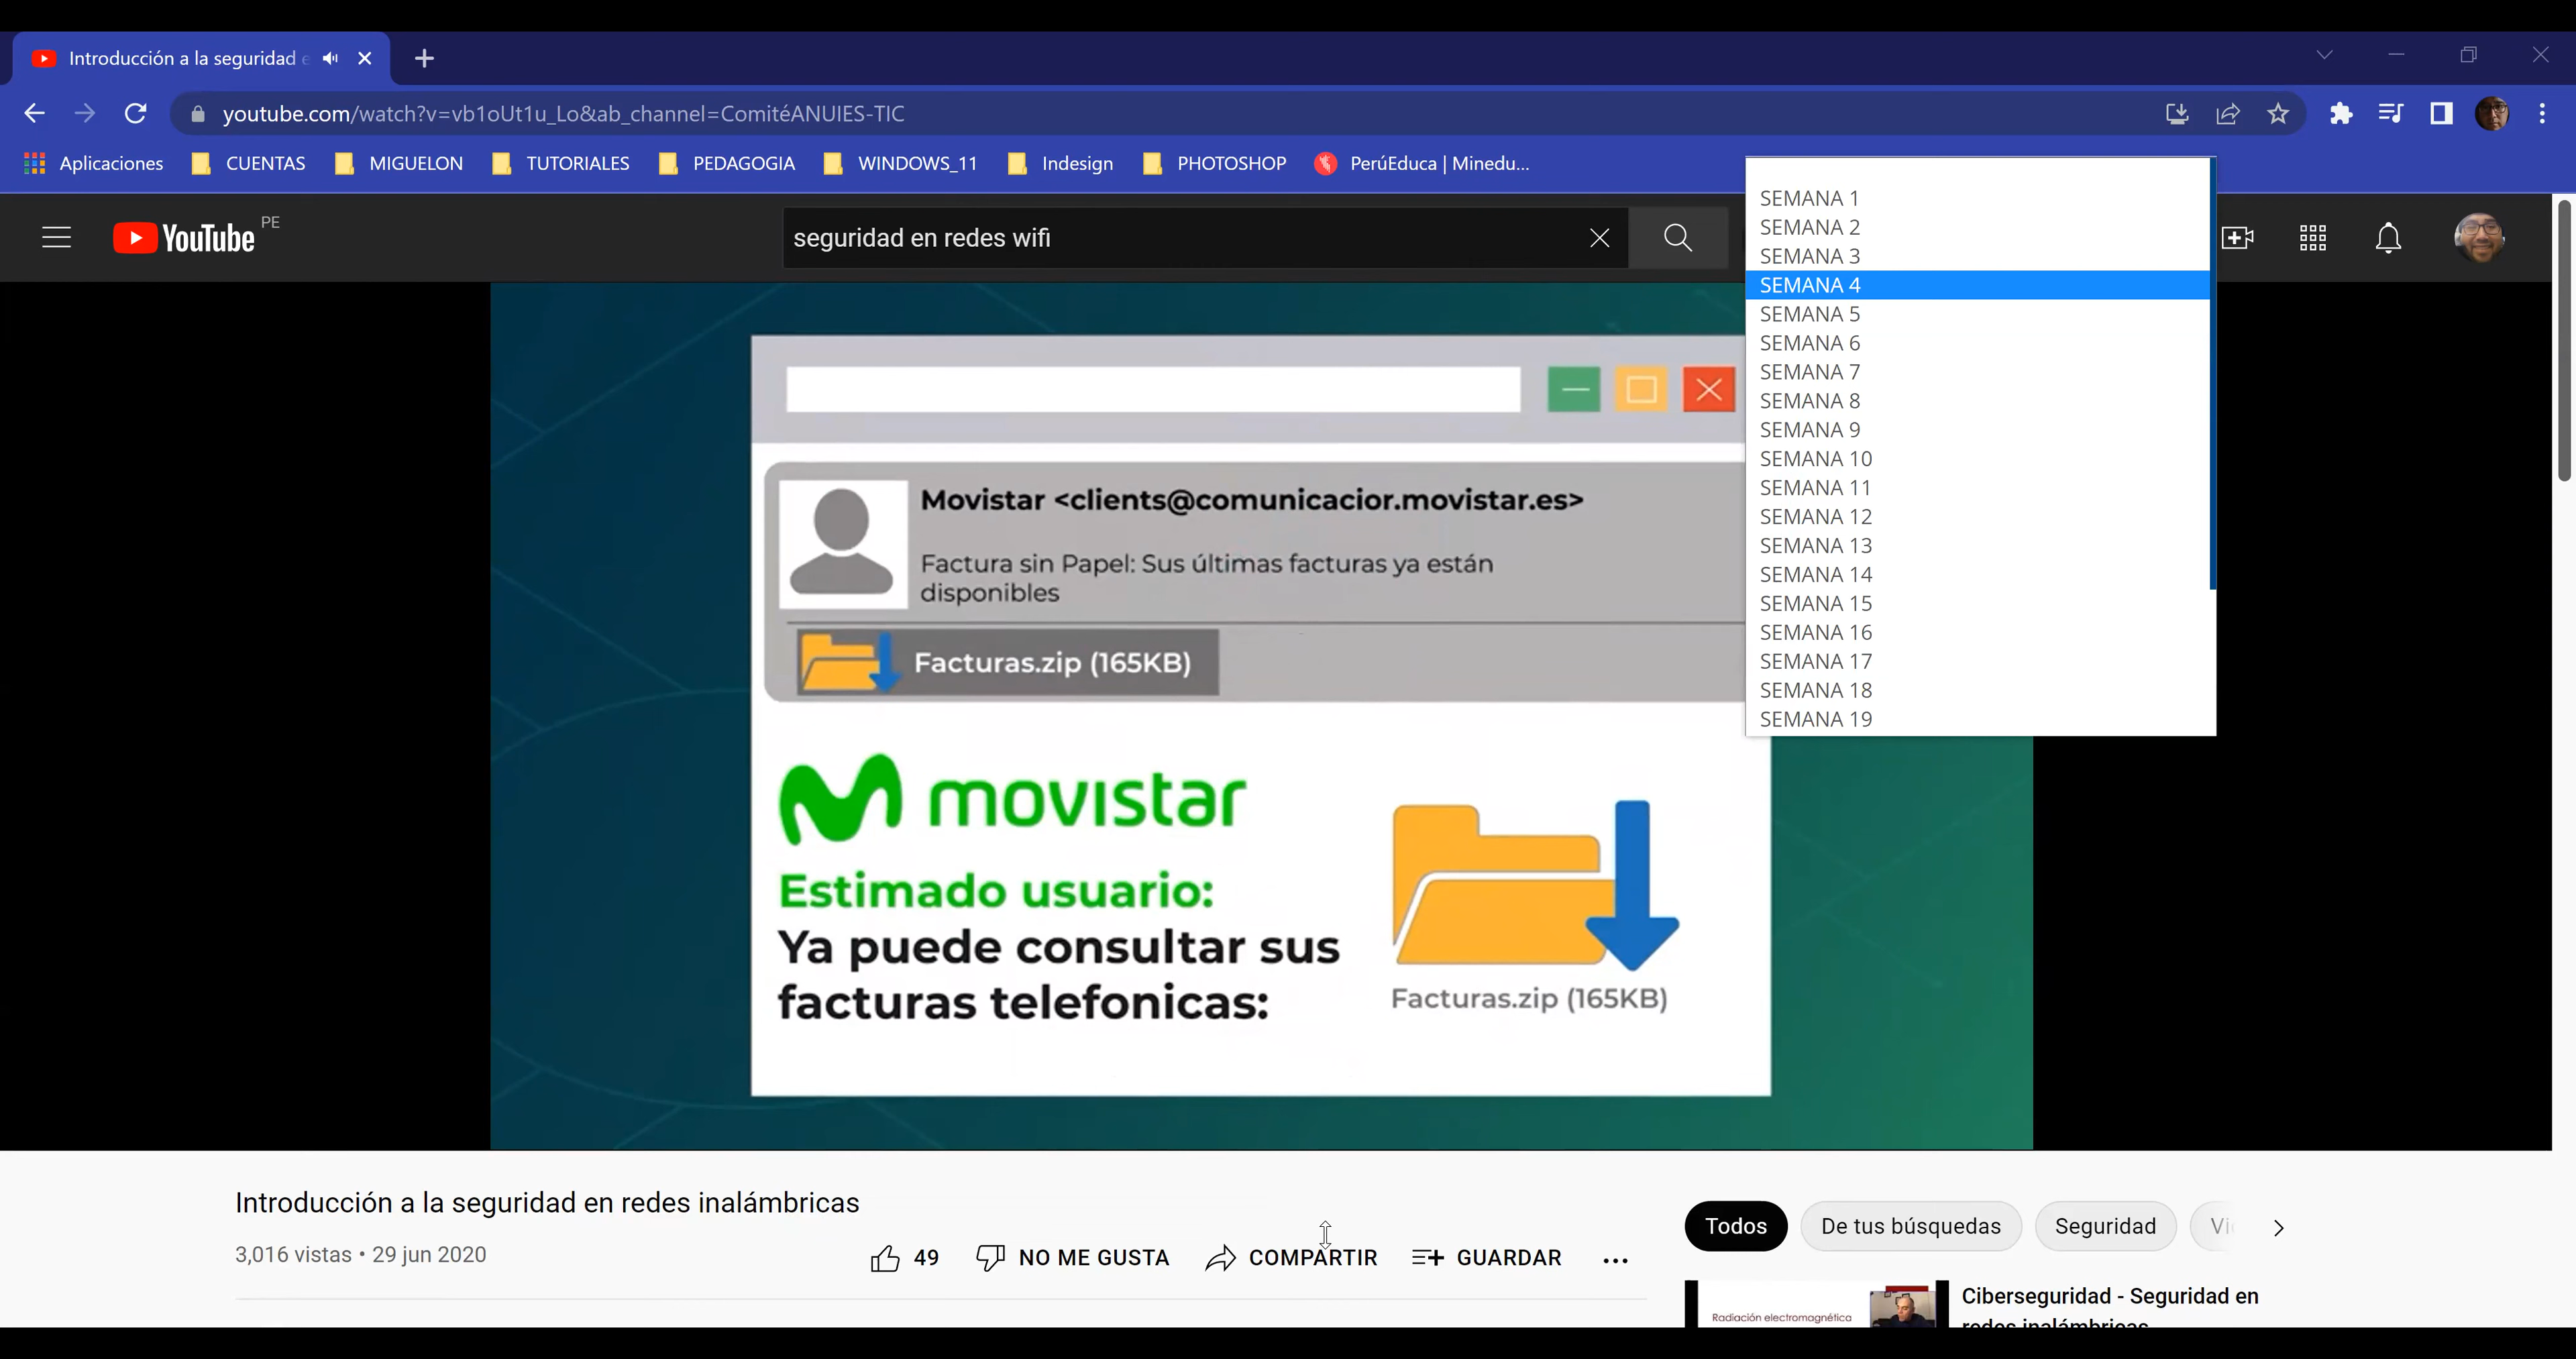 Introducción a la seguridad e
youtube.com/watch?v=vb1oUt1u_Lo&ab_channel=ComitéANUIES-TIC
Aplicaciones
CUENTAS
MIGUELON
TUTORIALES
PEDAGOGIA
WINDOWS_11
Indesign
PHOTOSHOP
PerúEduca | Minedu...
YouTube PE
seguridad en redes wifi
SEMANA 1
SEMANA 2
SEMANA 3
SEMANA 4
SEMANA 5
SEMANA 6
SEMANA 7
SEMANA 8
SEMANA 9
SEMANA 10
SEMANA 11
SEMANA 12
SEMANA 13
SEMANA 14
SEMANA 15
SEMANA 16
SEMANA 17
SEMANA 18
SEMANA 19
Movistar <clients@comunicacior.movistar.es>
Factura sin Papel: Sus últimas facturas ya están
disponibles
Facturas.zip (165KB)
movistar
Estimado usuario:
Ya puede consultar sus
facturas telefonicas:
Facturas.zip (165KB)
Introducción a la seguridad en redes inalámbricas
3,016 vistas • 29 jun 2020
49
NO ME GUSTA
COMPARTIR
GUARDAR
Todos
De tus búsquedas
Seguridad
Vi
Radiación electromagnética
Ciberseguridad - Seguridad en
redes inalámbricas